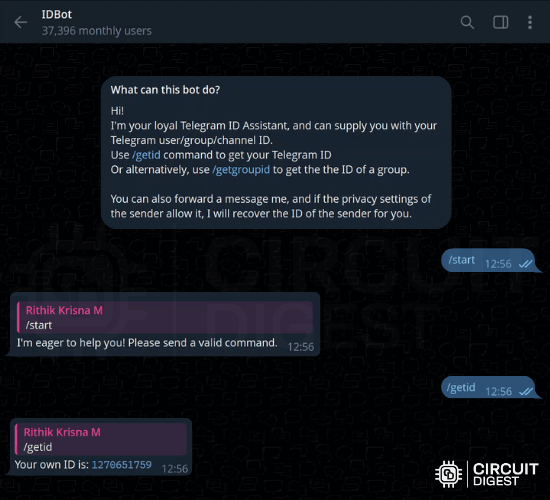 IDBot
37,396 monthly users
What can this bot do?
Hi!
I'm your loyal Telegram ID Assistant, and can supply you with your
Telegram user/group/channel ID.
Use /getid command to get your Telegram ID
Or alternatively, use /getgroupid to get the the ID of a group.
You can also forward a message me, and if the privacy settings of
the sender allow it, I will recover the ID of the sender for you.
/start 12:56
Rithik Krisna M
/start
I'm eager to help you! Please send a valid command. 12:56
/getid 12:56
Rithik Krisna M
/getid
Your own ID is: 1270651759 12:56
CIRCUIT
DIGEST
CIRCUIT
DIGEST